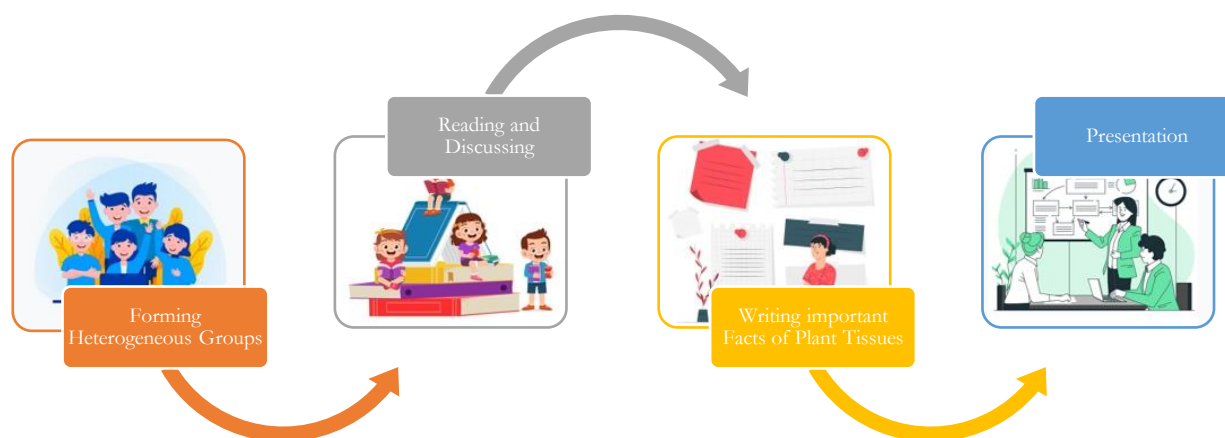 Forming
Heterogeneous Groups
Reading and
Discussing
Writing important
Facts of Plant Tissues
Presentation